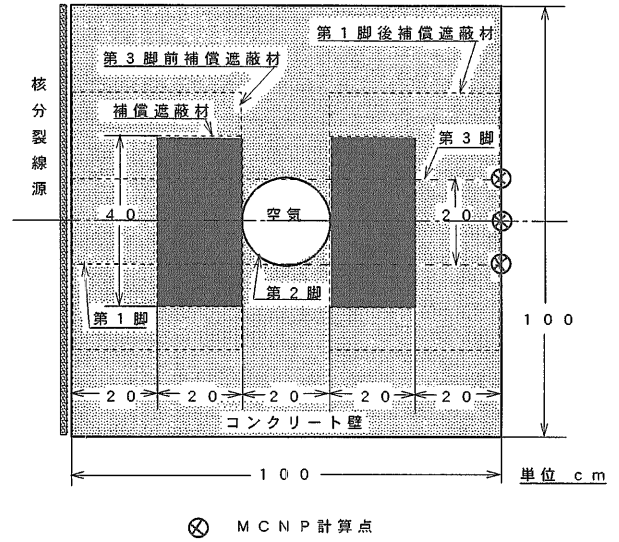 第1脚後補償遮蔽材
第3脚前補償遮蔽材
核分裂線源
補償遮蔽材
第3脚
40
空気
20
第2脚
第1脚
100
20 20 20 20 20
コンクリート壁
100
単位 cm
MCNP計算点